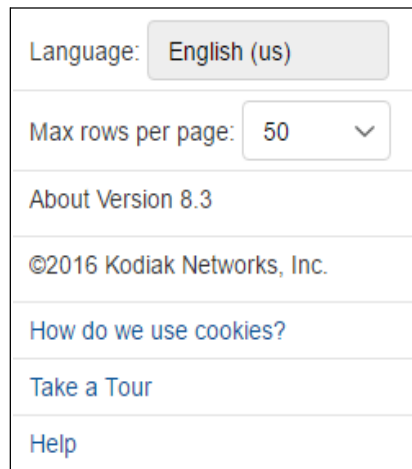 Language: English (us)
Max rows per page: 50
About Version 8.3
©2016 Kodiak Networks, Inc.
How do we use cookies?
Take a Tour
Help